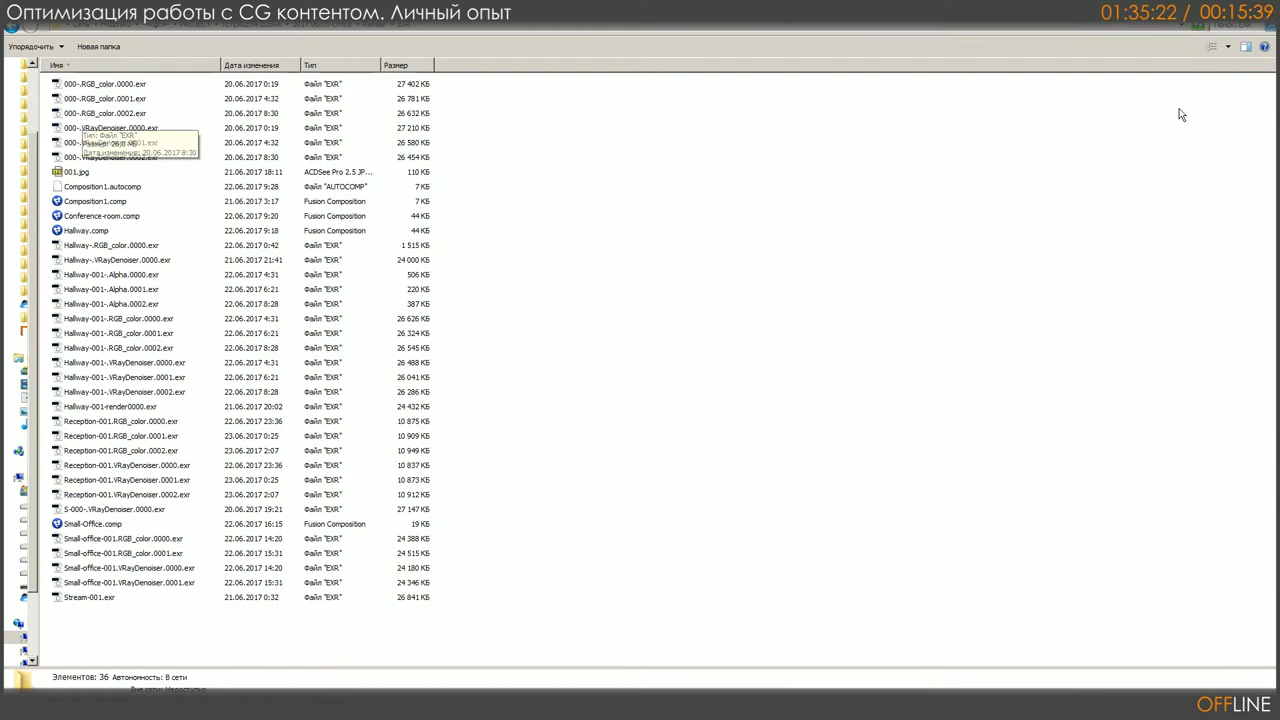 Оптимизация работы с CG контентом. Личный опыт
01:35:22 / 00:15:39
Упорядочить Новая папка
Имя Дата изменения Тип Размер
000-.RGB_color.0000.exr 20.06.2017 0:19 Файл "EXR" 27 402 КБ
000-.RGB_color.0001.exr 20.06.2017 4:32 Файл "EXR" 26 781 КБ
000-.RGB_color.0002.exr 20.06.2017 8:30 Файл "EXR" 26 632 КБ
000-.VRayDenoiser.0000.exr 20.06.2017 0:19 Файл "EXR" 27 210 КБ
Тип: Файл "EXR"
000-.VRayDenoiser.0001.exr 20.06.2017 4:32 Файл "EXR" 26 580 КБ
Дата изменения: 20.06.2017 8:30
000-.VRayDenoiser.0002.exr 20.06.2017 8:30 Файл "EXR" 26 454 КБ
001.jpg 21.06.2017 18:11 ACDSee Pro 2.5 JP... 110 КБ
Composition1.autocomp 22.06.2017 9:28 Файл "AUTOCOMP" 7 КБ
Composition1.comp 21.06.2017 3:17 Fusion Composition 7 КБ
Conference-room.comp 22.06.2017 9:20 Fusion Composition 44 КБ
Hallway.comp 22.06.2017 9:18 Fusion Composition 44 КБ
Hallway-.RGB_color.0000.exr 22.06.2017 0:42 Файл "EXR" 1 515 КБ
Hallway-.VRayDenoiser.0000.exr 21.06.2017 21:41 Файл "EXR" 24 000 КБ
Hallway-001-.Alpha.0000.exr 22.06.2017 4:31 Файл "EXR" 506 КБ
Hallway-001-.Alpha.0001.exr 22.06.2017 6:21 Файл "EXR" 220 КБ
Hallway-001-.Alpha.0002.exr 22.06.2017 8:28 Файл "EXR" 387 КБ
Hallway-001-.RGB_color.0000.exr 22.06.2017 4:31 Файл "EXR" 26 626 КБ
Hallway-001-.RGB_color.0001.exr 22.06.2017 6:21 Файл "EXR" 26 324 КБ
Hallway-001-.RGB_color.0002.exr 22.06.2017 8:28 Файл "EXR" 26 545 КБ
Hallway-001-.VRayDenoiser.0000.exr 22.06.2017 4:31 Файл "EXR" 26 488 КБ
Hallway-001-.VRayDenoiser.0001.exr 22.06.2017 6:21 Файл "EXR" 26 041 КБ
Hallway-001-.VRayDenoiser.0002.exr 22.06.2017 8:28 Файл "EXR" 26 286 КБ
Hallway-001-render0000.exr 21.06.2017 20:02 Файл "EXR" 24 432 КБ
Reception-001.RGB_color.0000.exr 22.06.2017 23:36 Файл "EXR" 10 875 КБ
Reception-001.RGB_color.0001.exr 23.06.2017 0:25 Файл "EXR" 10 909 КБ
Reception-001.RGB_color.0002.exr 23.06.2017 2:07 Файл "EXR" 10 949 КБ
Reception-001.VRayDenoiser.0000.exr 22.06.2017 23:36 Файл "EXR" 10 837 КБ
Reception-001.VRayDenoiser.0001.exr 23.06.2017 0:25 Файл "EXR" 10 873 КБ
Reception-001.VRayDenoiser.0002.exr 23.06.2017 2:07 Файл "EXR" 10 912 КБ
S-000-.VRayDenoiser.0000.exr 20.06.2017 19:21 Файл "EXR" 27 147 КБ
Small-Office.comp 22.06.2017 16:15 Fusion Composition 19 КБ
Small-office-001.RGB_color.0000.exr 22.06.2017 14:20 Файл "EXR" 24 388 КБ
Small-office-001.RGB_color.0001.exr 22.06.2017 15:31 Файл "EXR" 24 515 КБ
Small-office-001.VRayDenoiser.0000.exr 22.06.2017 14:20 Файл "EXR" 24 180 КБ
Small-office-001.VRayDenoiser.0001.exr 22.06.2017 15:31 Файл "EXR" 24 346 КБ
Stream-001.exr 21.06.2017 0:32 Файл "EXR" 26 841 КБ
Элементов: 36 Автономность: В сети
Вне сети: Недоступно
OFFLINE